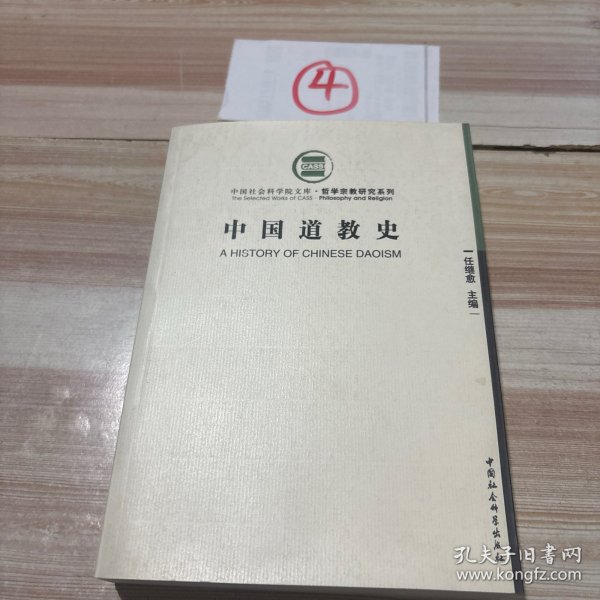 4
CASS
中国社会科学院文库·哲学宗教研究系列
The Selected Works of CASS · Philosophy and Religion
中国道教史
A HISTORY OF CHINESE DAOISM
任继愈 主编
中国社会科学出版社
孔夫子旧书网
www.kongfz.com